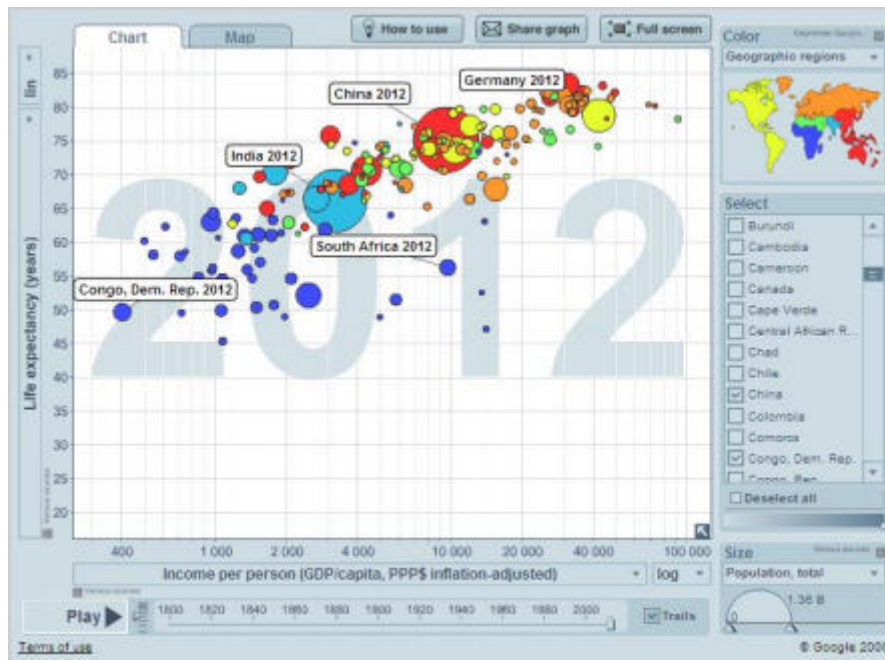 Chart
Map
How to use
Share graph
Full screen
Color
Geographic regions
lin
Life expectancy (years)
85
80
75
70
65
60
55
50
45
40
35
30
25
20
2012
Germany 2012
China 2012
India 2012
South Africa 2012
Congo, Dem. Rep. 2012
Select
Burundi
Cambodia
Cameroon
Canada
Cape Verde
Central African R...
Chad
Chile
China
Colombia
Comoros
Congo, Dem. Rep.
Congo, Rep.
Deselect all
400
1 000
2 000
4 000
10 000
20 000
40 000
100 000
Income per person (GDP/capita, PPP$ inflation-adjusted)
log
Size
Population, total
1.36 B
0
Play
1800
1820
1840
1860
1880
1900
1920
1940
1960
1980
2000
Trails
Terms of use